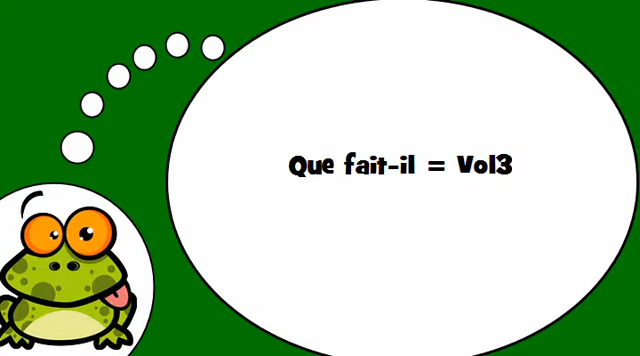 Que fait-il = Vol3